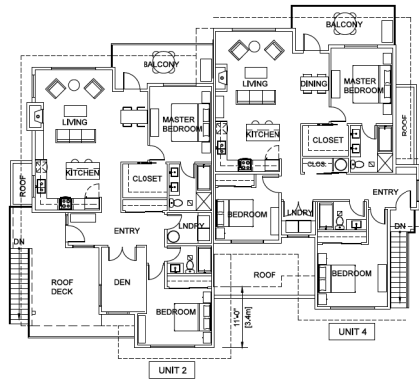 BALCONY
BALCONY
LIVING
MASTER
BEDROOM
KITCHEN
CLOSET
ROOF
LIVING
DINING
MASTER
BEDROOM
KITCHEN
CLOSET
CLOS.
ROOF
ENTRY
BEDROOM
LNDRY
DN
ENTRY
LNDRY
DN
ROOF
DECK
DEN
BEDROOM
ROOF
BEDROOM
11'-0"
[3.4m]
UNIT 2
UNIT 4